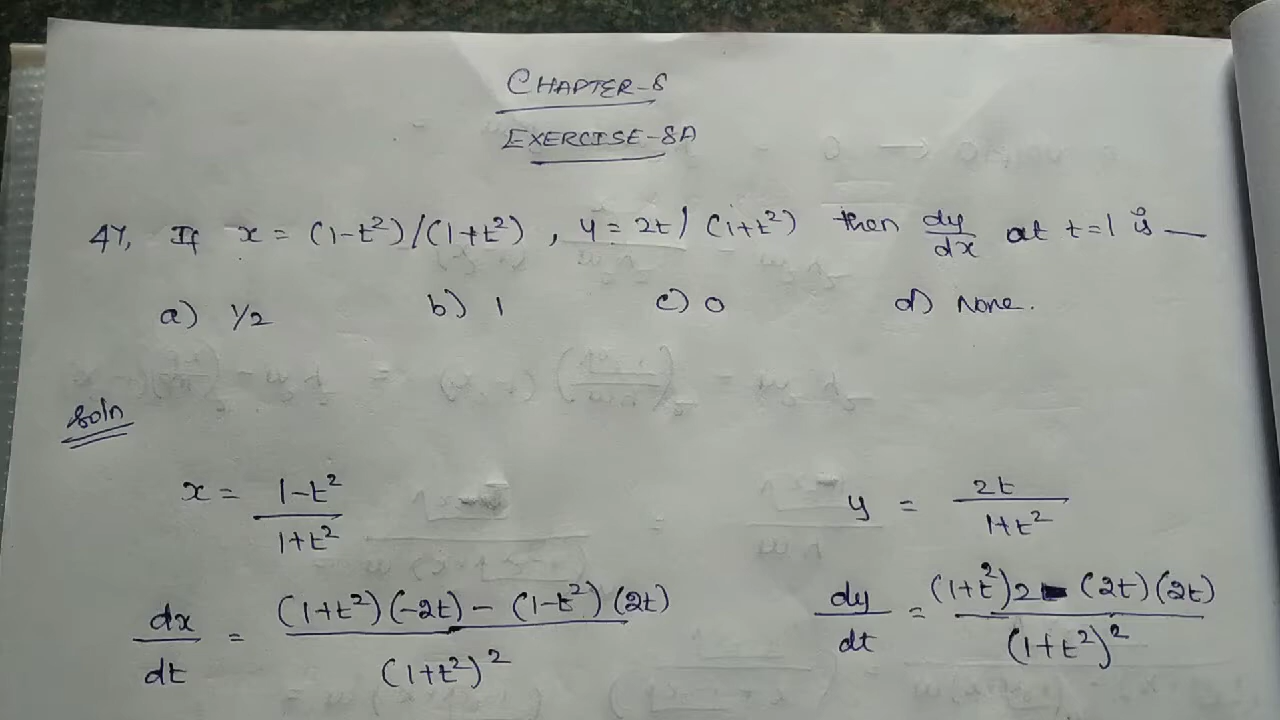 CHAPTER-8
EXERCISE-8A
47, If x = (1-t²)/(1+t²), y = 2t/(1+t²) then dy/dx at t=1 is —
a) 1/2 b) 1 c) 0 d) None.
Soln
x = 1-t²/1+t² y = 2t/1+t²
dx/dt = (1+t²)(-2t) - (1-t²)(2t)/(1+t²)² dy/dt = (1+t²)2 - (2t)(2t)/(1+t²)²